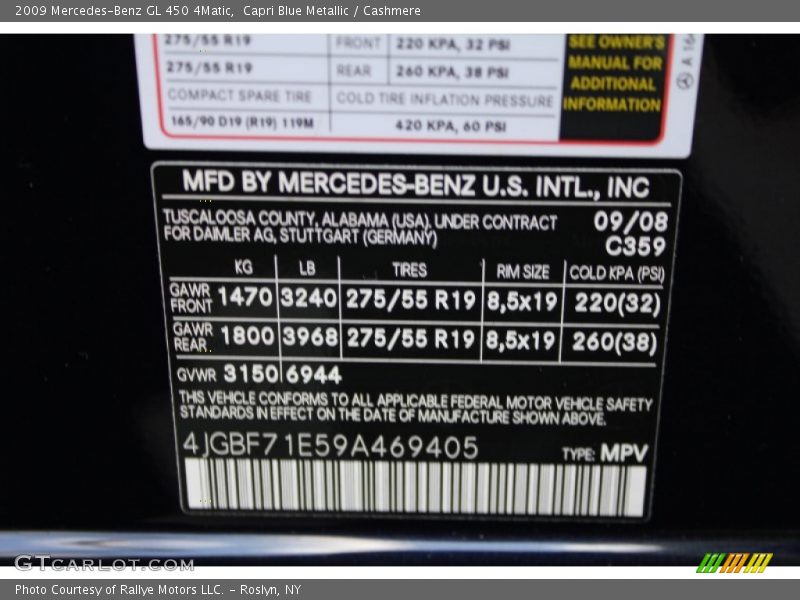 2009 Mercedes-Benz GL 450 4Matic,  Capri Blue Metallic / Cashmere
275/55 R19 FRONT 220 KPA, 32 PSI
275/55 R19 REAR 260 KPA, 38 PSI
COMPACT SPARE TIRE COLD TIRE INFLATION PRESSURE
165/90 D19 (R19) 119M 420 KPA, 60 PSI
SEE OWNER'S
MANUAL FOR
ADDITIONAL
INFORMATION
A 164
MFD BY MERCEDES-BENZ U.S. INTL., INC
TUSCALOOSA COUNTY, ALABAMA (USA), UNDER CONTRACT 09/08
FOR DAIMLER AG, STUTTGART (GERMANY) C359
KG LB TIRES RIM SIZE COLD KPA (PSI)
GAWR FRONT 1470 3240 275/55 R19 8,5x19 220(32)
GAWR REAR 1800 3968 275/55 R19 8,5x19 260(38)
GVWR 3150 6944
THIS VEHICLE CONFORMS TO ALL APPLICABLE FEDERAL MOTOR VEHICLE SAFETY
STANDARDS IN EFFECT ON THE DATE OF MANUFACTURE SHOWN ABOVE.
4JGBF71E59A469405 TYPE: MPV
GTcarlot.com
Photo Courtesy of Rallye Motors LLC. - Roslyn, NY